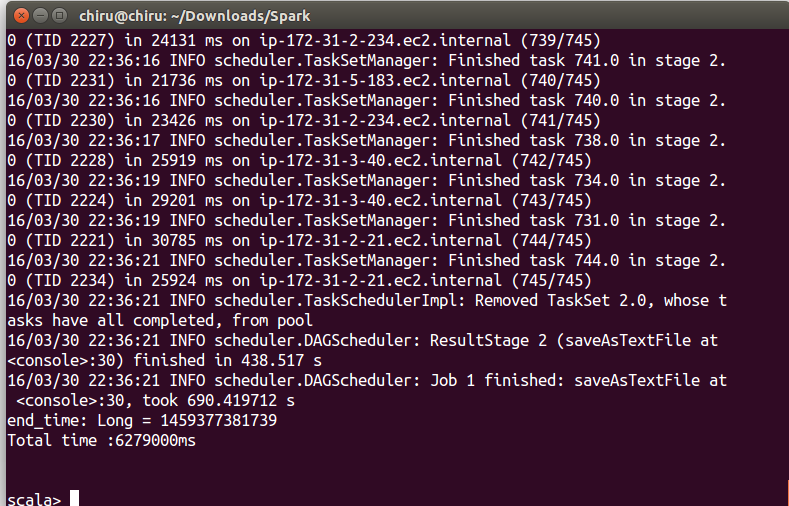 chiru@chiru: ~/Downloads/Spark
0 (TID 2227) in 24131 ms on ip-172-31-2-234.ec2.internal (739/745)
16/03/30 22:36:16 INFO scheduler.TaskSetManager: Finished task 741.0 in stage 2.
0 (TID 2231) in 21736 ms on ip-172-31-5-183.ec2.internal (740/745)
16/03/30 22:36:16 INFO scheduler.TaskSetManager: Finished task 740.0 in stage 2.
0 (TID 2230) in 23426 ms on ip-172-31-2-234.ec2.internal (741/745)
16/03/30 22:36:17 INFO scheduler.TaskSetManager: Finished task 738.0 in stage 2.
0 (TID 2228) in 25919 ms on ip-172-31-3-40.ec2.internal (742/745)
16/03/30 22:36:19 INFO scheduler.TaskSetManager: Finished task 734.0 in stage 2.
0 (TID 2224) in 29201 ms on ip-172-31-3-40.ec2.internal (743/745)
16/03/30 22:36:19 INFO scheduler.TaskSetManager: Finished task 731.0 in stage 2.
0 (TID 2221) in 30785 ms on ip-172-31-2-21.ec2.internal (744/745)
16/03/30 22:36:21 INFO scheduler.TaskSetManager: Finished task 744.0 in stage 2.
0 (TID 2234) in 25924 ms on ip-172-31-2-21.ec2.internal (745/745)
16/03/30 22:36:21 INFO scheduler.TaskSchedulerImpl: Removed TaskSet 2.0, whose t
asks have all completed, from pool
16/03/30 22:36:21 INFO scheduler.DAGScheduler: ResultStage 2 (saveAsTextFile at
<console>:30) finished in 438.517 s
16/03/30 22:36:21 INFO scheduler.DAGScheduler: Job 1 finished: saveAsTextFile at
 <console>:30, took 690.419712 s
end_time: Long = 1459377381739
Total time :6279000ms
scala>